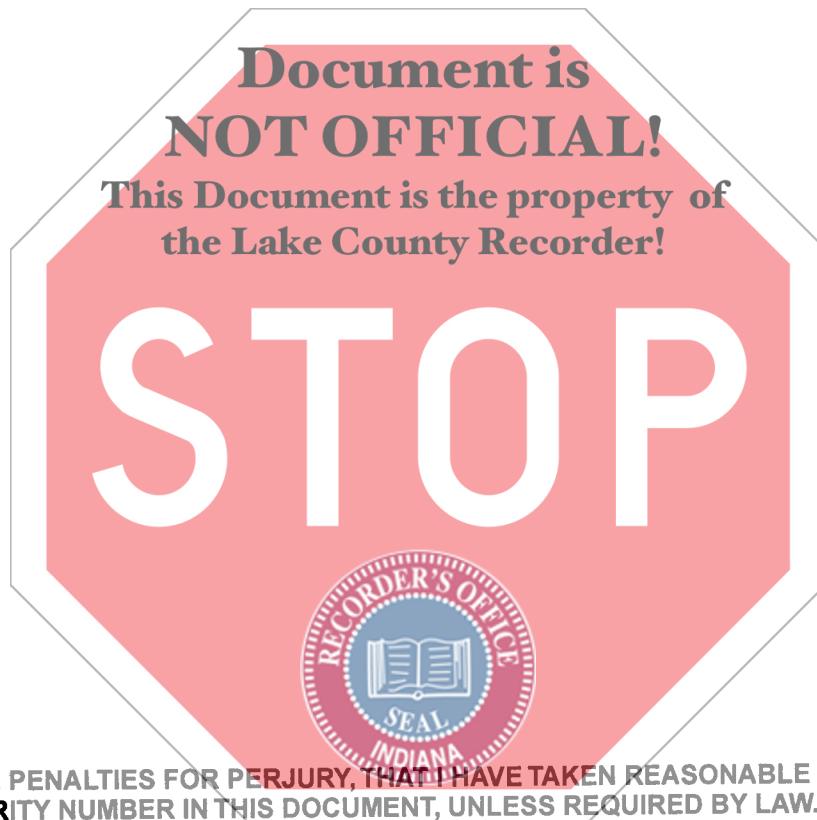 Document is
NOT OFFICIAL!
This Document is the property of
the Lake County Recorder!
STOP
RECORDER'S OFFICE
SEAL
INDIANA
PENALTIES FOR PERJURY, THAT I HAVE TAKEN REASONABLE
RITY NUMBER IN THIS DOCUMENT, UNLESS REQUIRED BY LAW.